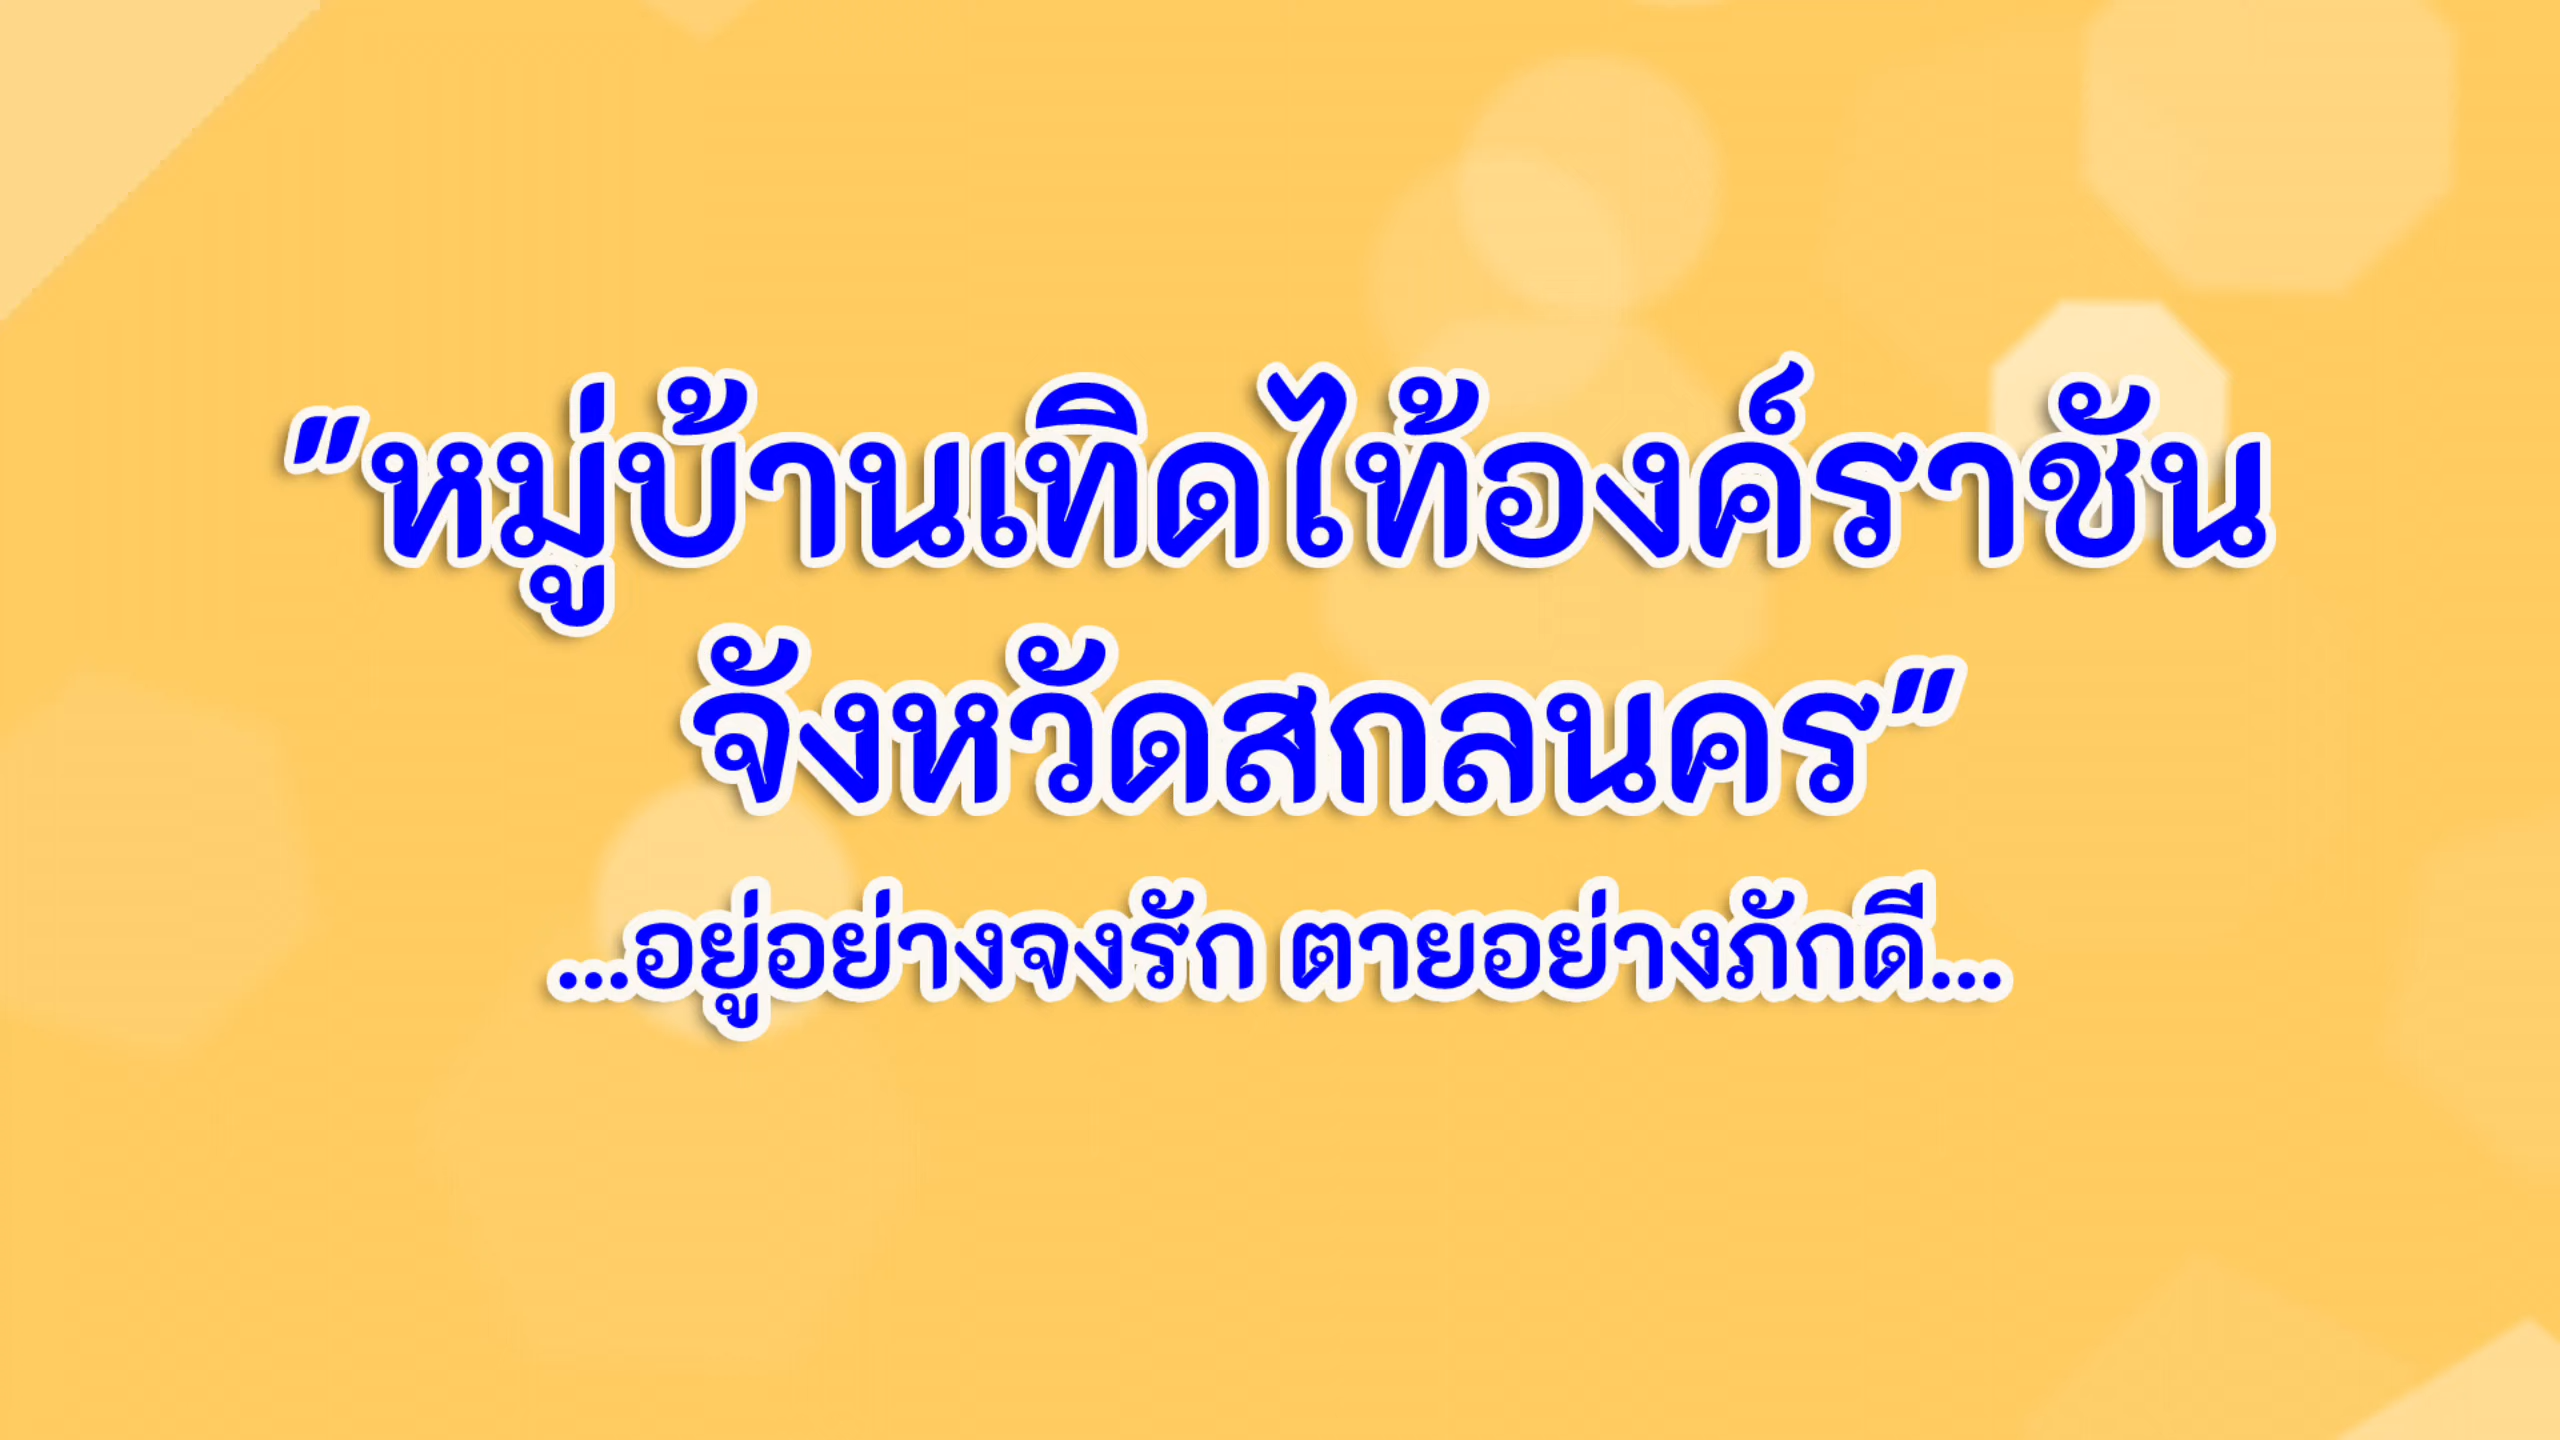 "หมู่บ้านเทิดไท้องค์ราชัน
จังหวัดสกลนคร"
...อยู่อย่างจงรัก ตายอย่างภักดี...